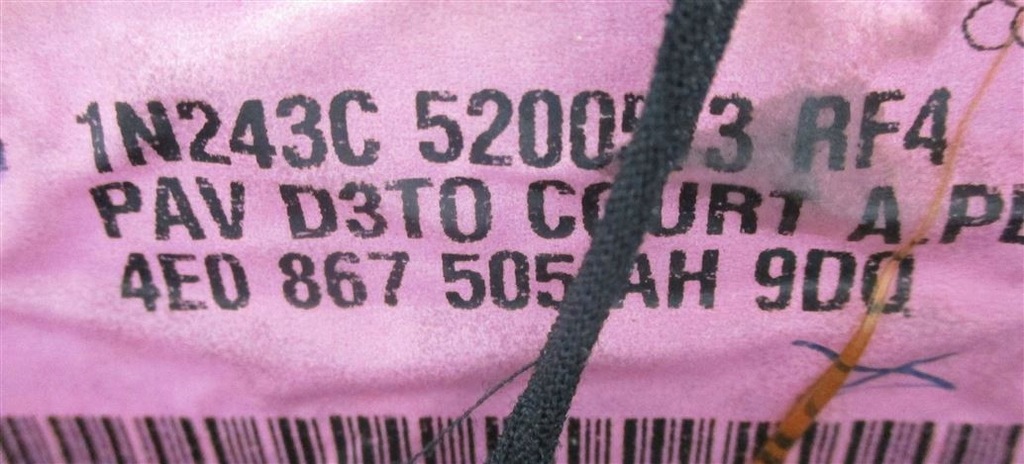 1N243C RF4
PAV D3TO COURT A
4E0 867 505 AH 9DQ